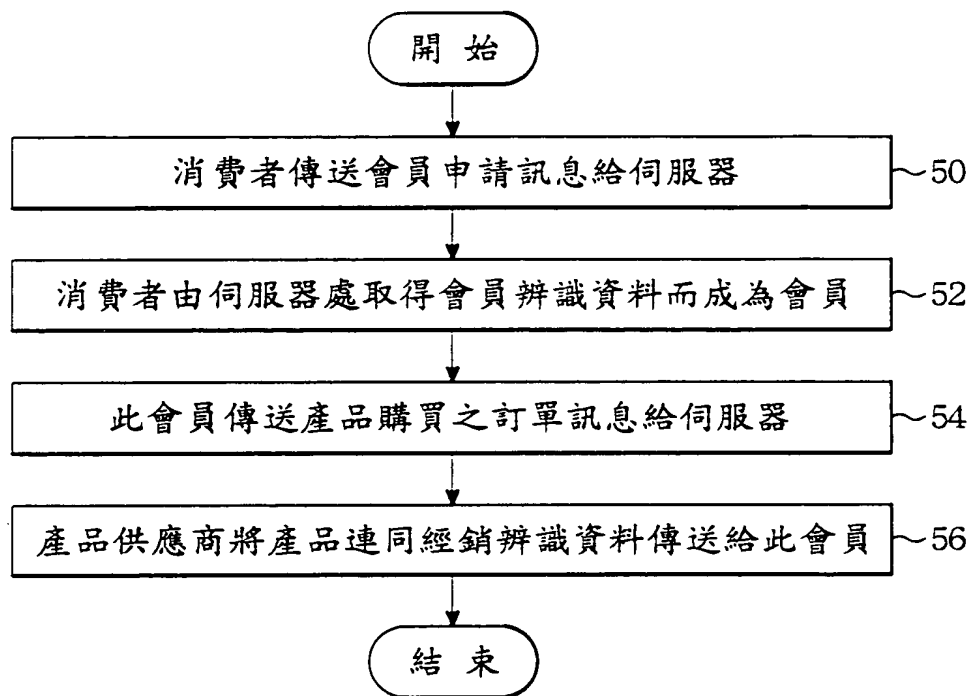 開始
消費者傳送會員申請訊息給伺服器 50
消費者由伺服器處取得會員辨識資料而成為會員 52
此會員傳送產品購買之訂單訊息給伺服器 54
產品供應商將產品連同經銷辨識資料傳送給此會員 56
結束